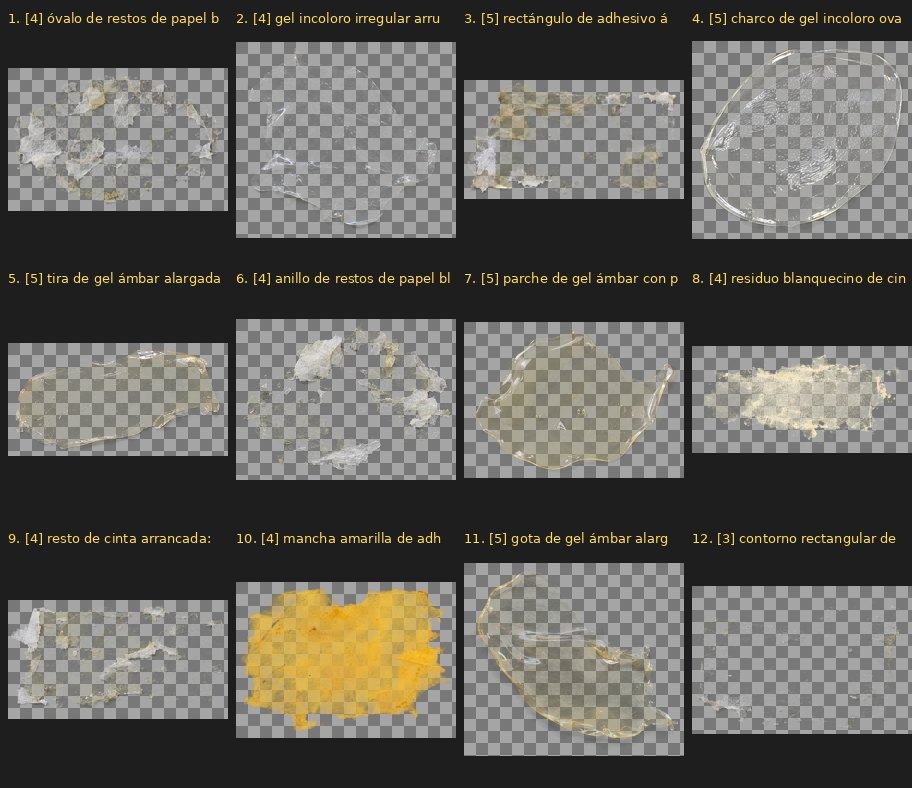 1. [4] óvalo de restos de papel b
2. [4] gel incoloro irregular arru
3. [5] rectángulo de adhesivo á
4. [5] charco de gel incoloro ova
5. [5] tira de gel ámbar alargada
6. [4] anillo de restos de papel bl
7. [5] parche de gel ámbar con p
8. [4] residuo blanquecino de cin
9. [4] resto de cinta arrancada:
10. [4] mancha amarilla de adh
11. [5] gota de gel ámbar alarg
12. [3] contorno rectangular de